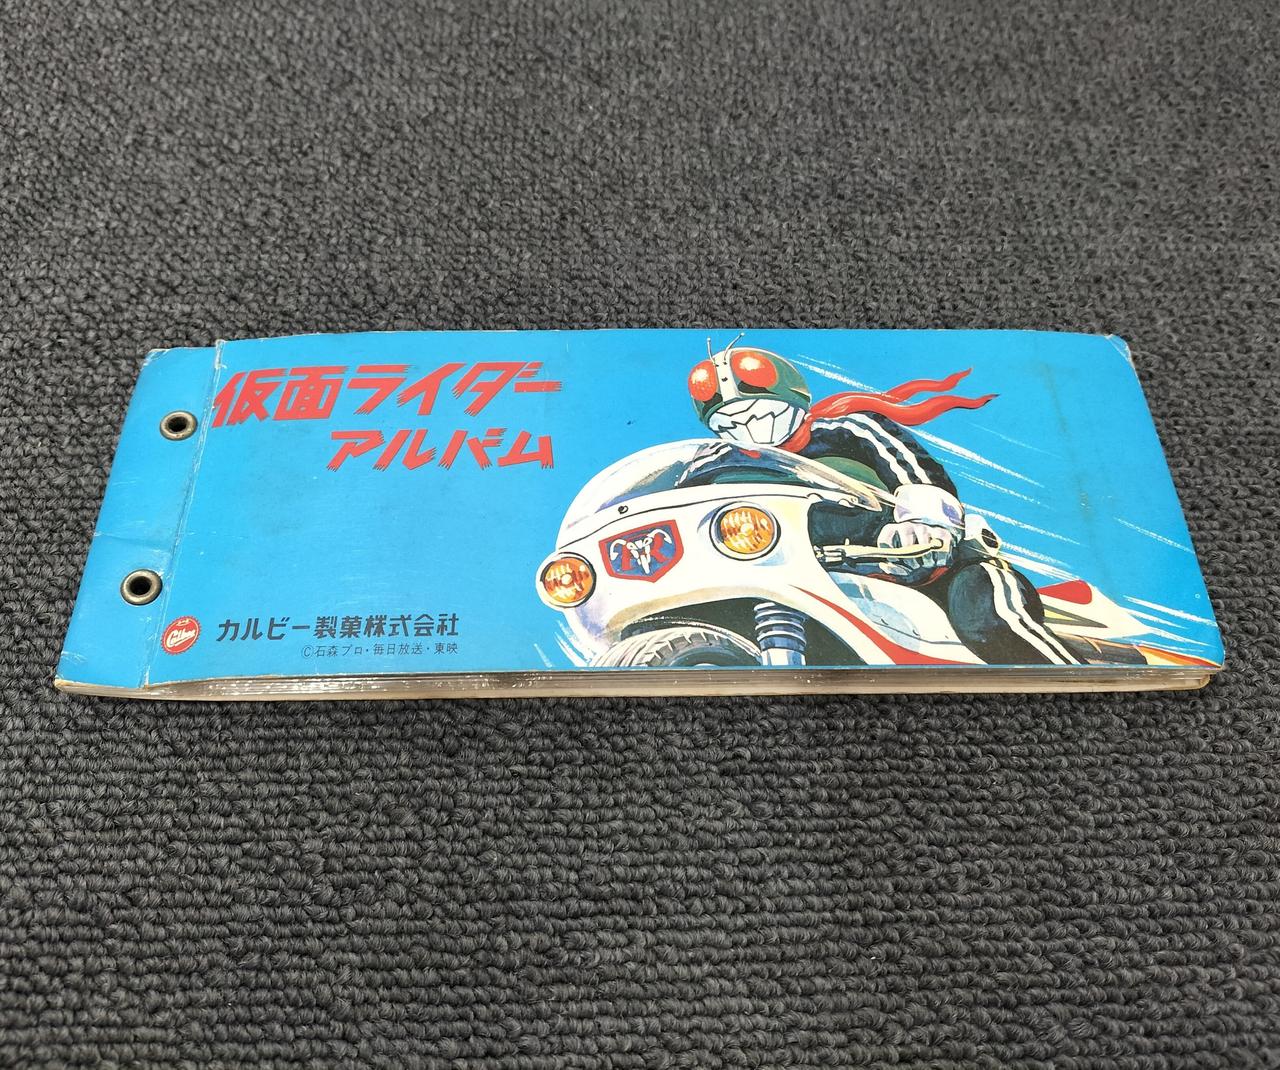 仮面ライダー
アルバム
Calbee
カルビー製菓株式会社
©石森プロ・毎日放送・東映